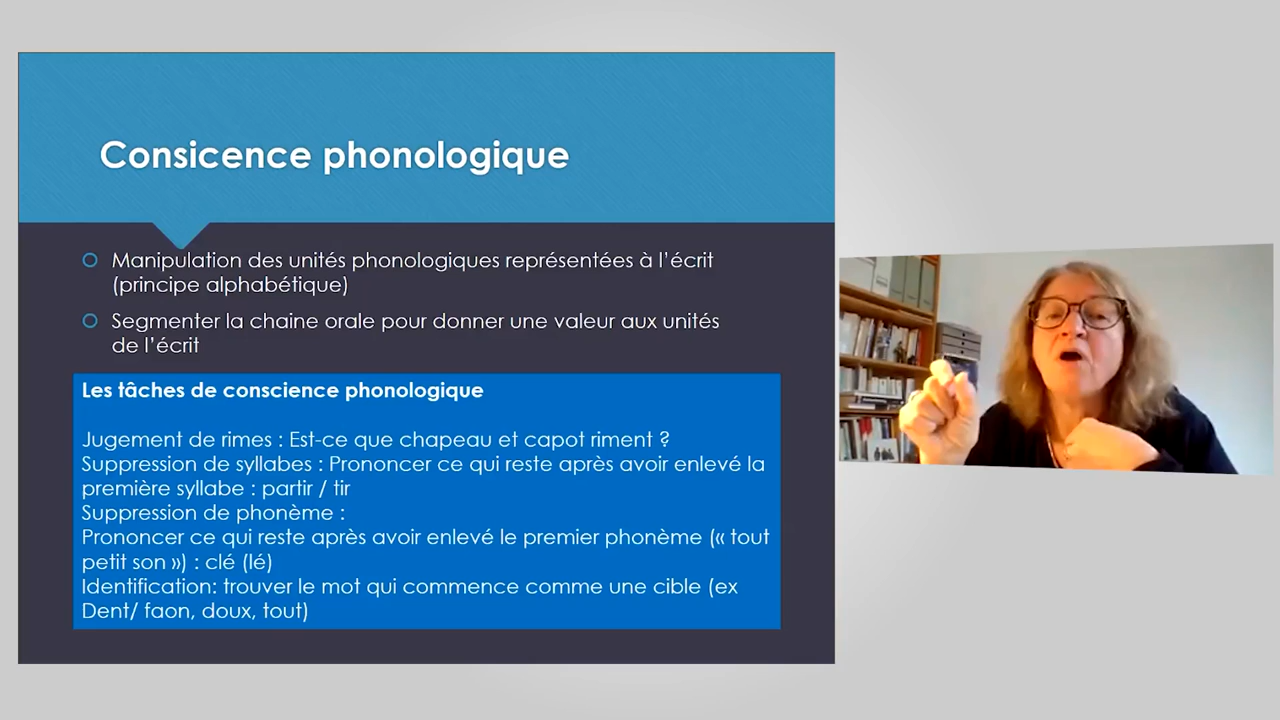 Consicence phonologique
Manipulation des unités phonologiques représentées à l'écrit
(principe alphabétique)
Segmenter la chaine orale pour donner une valeur aux unités
de l'écrit
Les tâches de conscience phonologique
Jugement de rimes : Est-ce que chapeau et capot riment ?
Suppression de syllabes : Prononcer ce qui reste après avoir enlevé la
première syllabe : partir / tir
Suppression de phonème :
Prononcer ce qui reste après avoir enlevé le premier phonème (« tout
petit son ») : clé (lé)
Identification: trouver le mot qui commence comme une cible (ex
Dent/ faon, doux, tout)